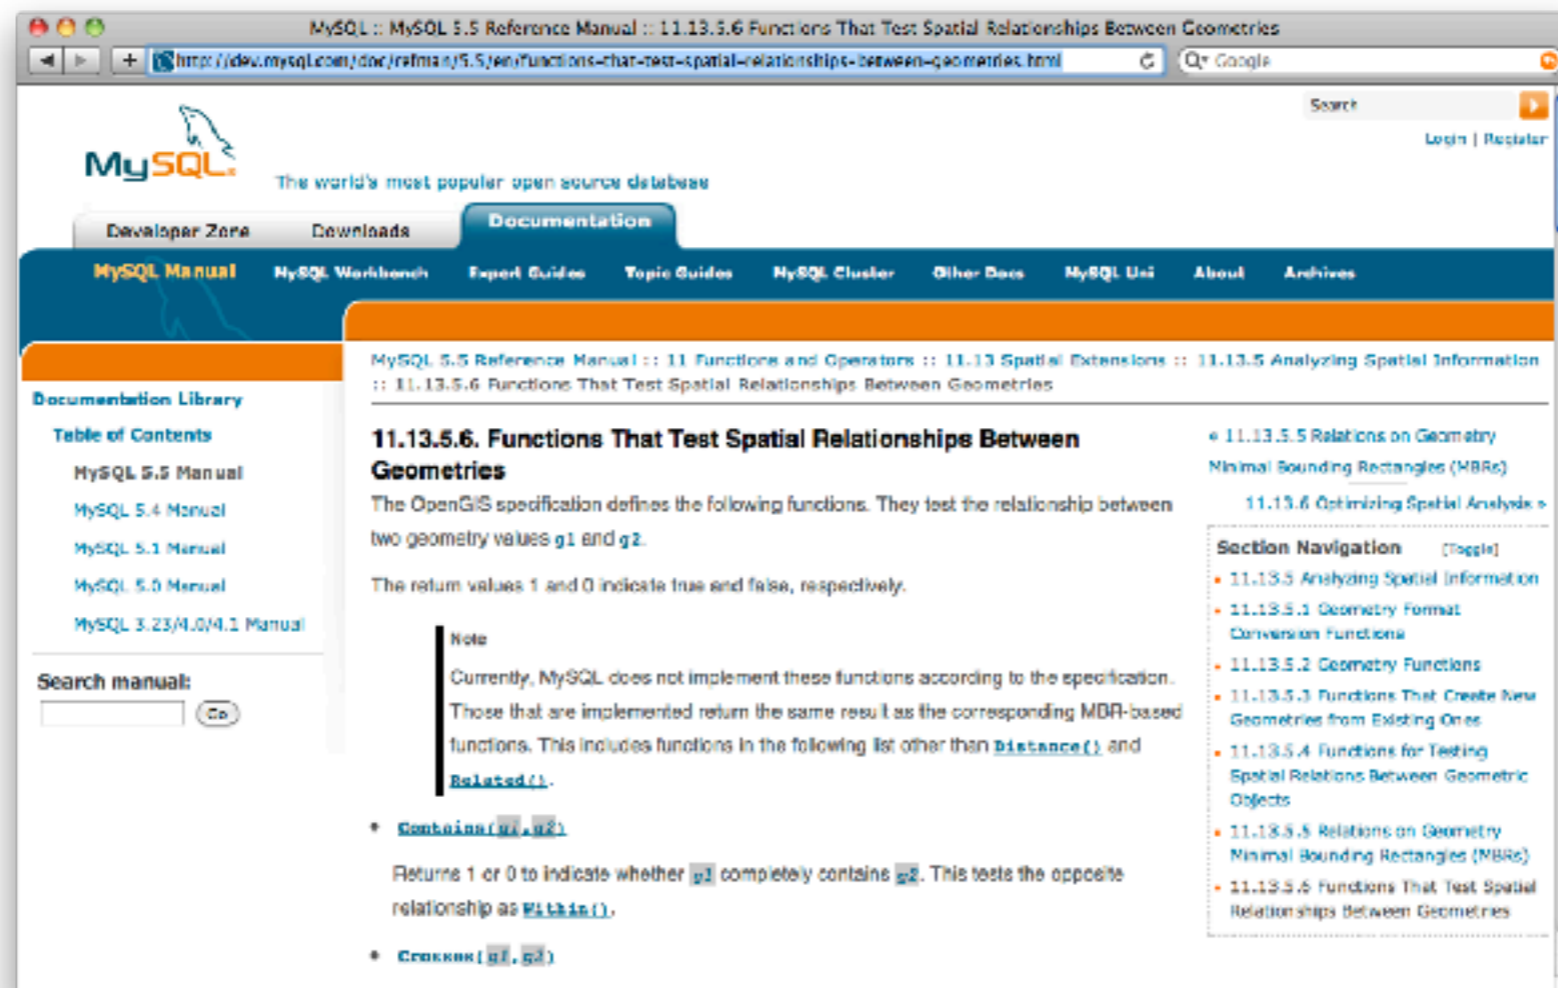 MySQL :: MySQL 5.5 Reference Manual :: 11.13.5.6 Functions That Test Spatial Relationships Between Geometries
http://dev.mysql.com/doc/refman/5.5/en/functions-that-test-spatial-relationships-between-geometries.html
Google
Search
Login | Register
MySQL
The world's most popular open source database
Developer Zone Downloads Documentation
MySQL Manual MySQL Workbench Expert Guides Topic Guides MySQL Cluster Other Docs MySQL Uni About Archives
MySQL 5.5 Reference Manual :: 11 Functions and Operators :: 11.13 Spatial Extensions :: 11.13.5 Analyzing Spatial Information
:: 11.13.5.6 Functions That Test Spatial Relationships Between Geometries
Documentation Library
Table of Contents
MySQL 5.5 Manual
MySQL 5.4 Manual
MySQL 5.1 Manual
MySQL 5.0 Manual
MySQL 3.23/4.0/4.1 Manual
Search manual:
Go
11.13.5.6. Functions That Test Spatial Relationships Between
Geometries
The OpenGIS specification defines the following functions. They test the relationship between
two geometry values g1 and g2.
The return values 1 and 0 indicate true and false, respectively.
Note
Currently, MySQL does not implement these functions according to the specification.
Those that are implemented return the same result as the corresponding MBR-based
functions. This includes functions in the following list other than Distance() and
Related().
• Contains(g1,g2)
Returns 1 or 0 to indicate whether g1 completely contains g2. This tests the opposite
relationship as Within().
• Crosses(g1,g2)
« 11.13.5.5 Relations on Geometry
Minimal Bounding Rectangles (MBRs)
11.13.6 Optimizing Spatial Analysis »
Section Navigation [Toggle]
• 11.13.5 Analyzing Spatial Information
• 11.13.5.1 Geometry Format
Conversion Functions
• 11.13.5.2 Geometry Functions
• 11.13.5.3 Functions That Create New
Geometries from Existing Ones
• 11.13.5.4 Functions for Testing
Spatial Relations Between Geometric
Objects
• 11.13.5.5 Relations on Geometry
Minimal Bounding Rectangles (MBRs)
• 11.13.5.6 Functions That Test Spatial
Relationships Between Geometries